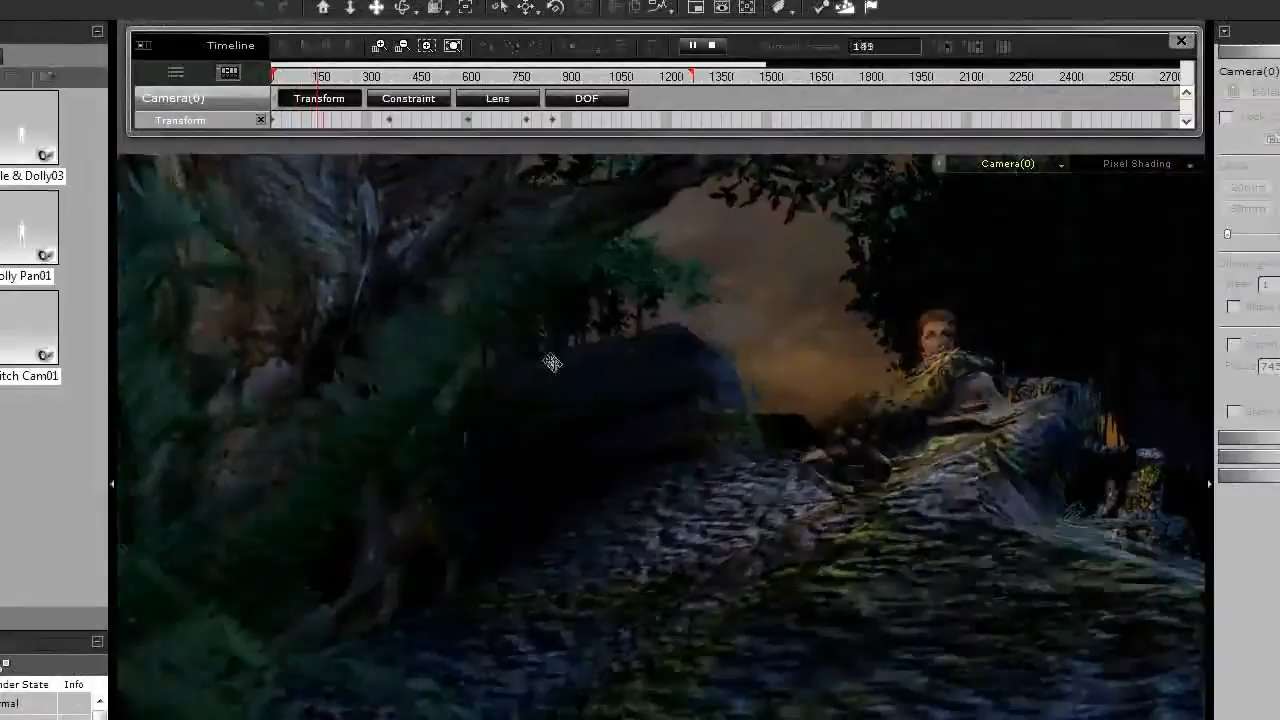 Timeline
149
150 300 450 600 750 900 1050 1200 1350 1500 1650 1800 1950 2100 2250 2400 2550 2700
Camera(0) Transform Constraint Lens DOF
Transform
Camera(0) Pixel Shading
Camera(0)
le & Dolly03
olly Pan01
itch Cam01
nder State Info
mal
1
745